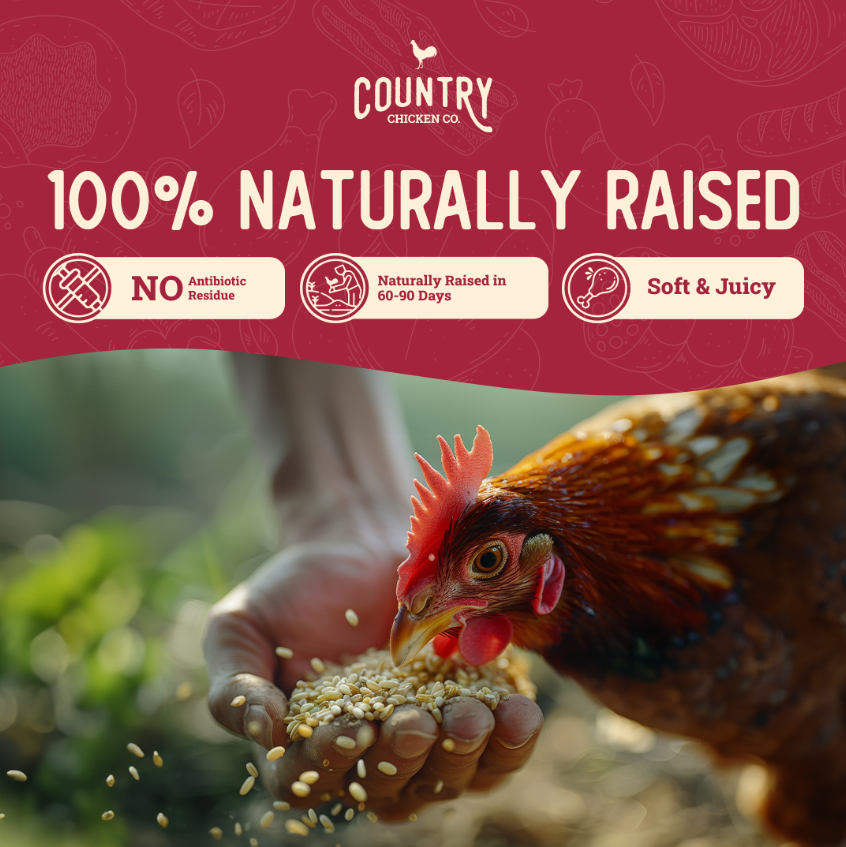 COUNTRY
CHICKEN CO.
100% NATURALLY RAISED
NO Antibiotic
Residue
Naturally Raised in
60-90 Days
Soft & Juicy